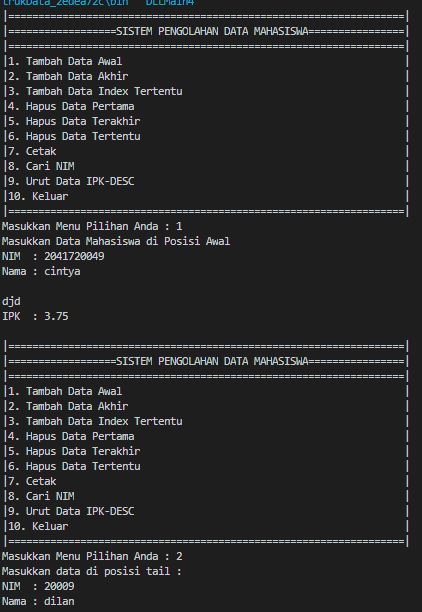 trukData_2edea72c\bin    DLLMain4
|==================================================================|
|==================SISTEM PENGOLAHAN DATA MAHASISWA================|
|==================================================================|
|1. Tambah Data Awal |
|2. Tambah Data Akhir |
|3. Tambah Data Index Tertentu |
|4. Hapus Data Pertama |
|5. Hapus Data Terakhir |
|6. Hapus Data Tertentu |
|7. Cetak |
|8. Cari NIM |
|9. Urut Data IPK-DESC |
|10. Keluar |
|==================================================================|
Masukkan Menu Pilihan Anda : 1
Masukkan Data Mahasiswa di Posisi Awal
NIM  : 2041720049
Nama : cintya
djd
IPK  : 3.75
|==================================================================|
|==================SISTEM PENGOLAHAN DATA MAHASISWA================|
|==================================================================|
|1. Tambah Data Awal |
|2. Tambah Data Akhir |
|3. Tambah Data Index Tertentu |
|4. Hapus Data Pertama |
|5. Hapus Data Terakhir |
|6. Hapus Data Tertentu |
|7. Cetak |
|8. Cari NIM |
|9. Urut Data IPK-DESC |
|10. Keluar |
|==================================================================|
Masukkan Menu Pilihan Anda : 2
Masukkan data di posisi tail :
NIM  : 20009
Nama : dilan